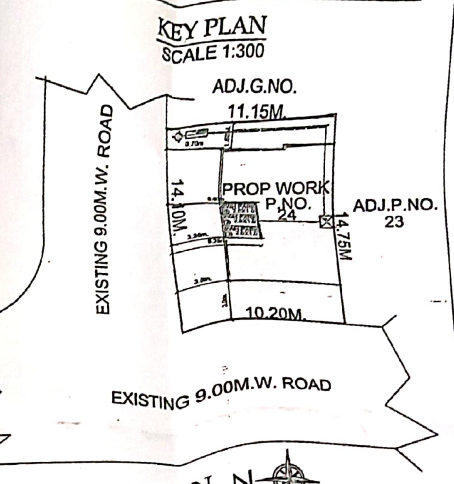 KEY PLAN
SCALE 1:300
ADJ.G.NO.
11.15M.
EXISTING 9.00M.W. ROAD
14.10M.
PROP WORK
P.NO.
24
ADJ.P.NO.
23
14.75M
10.20M.
EXISTING 9.00M.W. ROAD
N